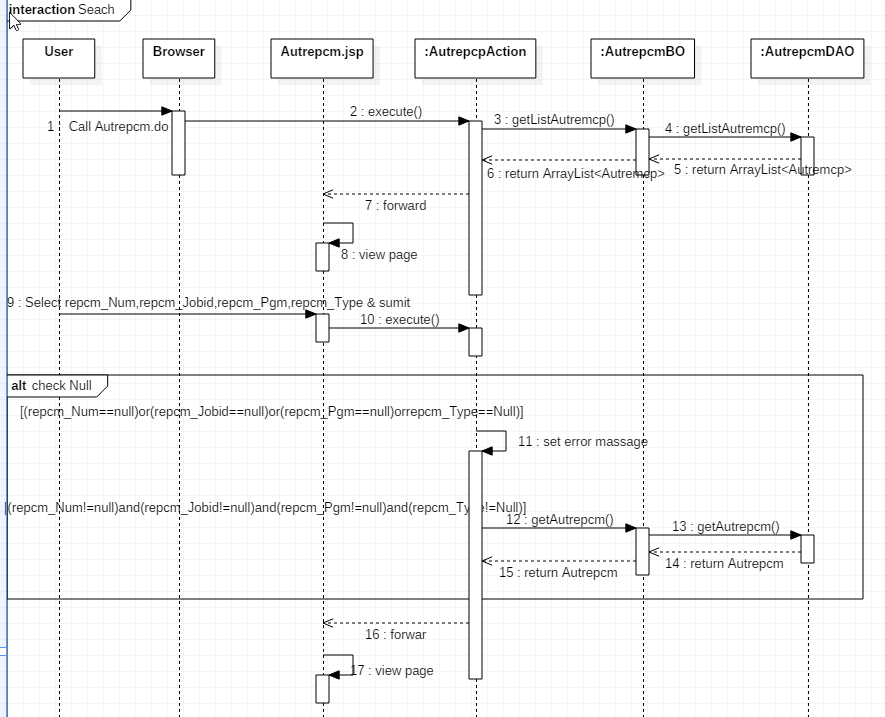 interaction Seach
User
Browser
Autrepcm.jsp
:AutrepcpAction
:AutrepcmBO
:AutrepcmDAO
1 : Call Autrepcm.do
2 : execute()
3 : getListAutremcp()
4 : getListAutremcp()
5 : return ArrayList<Autremcp>
6 : return ArrayList<Autremcp>
7 : forward
8 : view page
9 : Select repcm_Num,repcm_Jobid,repcm_Pgm,repcm_Type & sumit
10 : execute()
alt check Null
[(repcm_Num==null)or(repcm_Jobid==null)or(repcm_Pgm==null)orrepcm_Type==Null)]
11 : set error massage
[(repcm_Num!=null)and(repcm_Jobid!=null)and(repcm_Pgm!=null)and(repcm_Type!=Null)]
12 : getAutrepcm()
13 : getAutrepcm()
14 : return Autrepcm
15 : return Autrepcm
16 : forwar
17 : view page